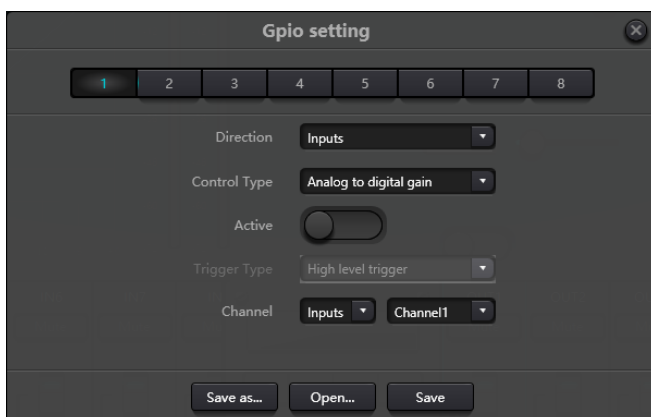 Gpio setting
1 2 3 4 5 6 7 8
Direction Inputs
Control Type Analog to digital gain
Active
Trigger Type High level trigger
Channel Inputs Channel1
Save as... Open... Save